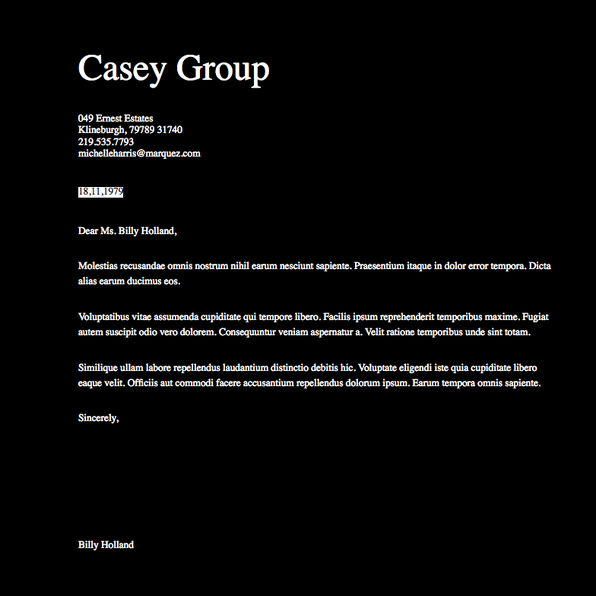 Casey Group
049 Ernest Estates
Klineburgh, 79789 31740
219.535.7793
michelleharris@marquez.com
18,11,1979
Dear Ms. Billy Holland,
Molestias recusandae omnis nostrum nihil earum nesciunt sapiente. Praesentium itaque in dolor error tempora. Dicta
alias earum ducimus eos.
Voluptatibus vitae assumenda cupiditate qui tempore libero. Facilis ipsum reprehenderit temporibus maxime. Fugiat
autem suscipit odio vero dolorem. Consequuntur veniam aspernatur a. Velit ratione temporibus unde sint totam.
Similique ullam labore repellendus laudantium distinctio debitis hic. Voluptate eligendi iste quia cupiditate libero
eaque velit. Officiis aut commodi facere accusantium repellendus dolorum ipsum. Earum tempora omnis sapiente.
Sincerely,
Billy Holland